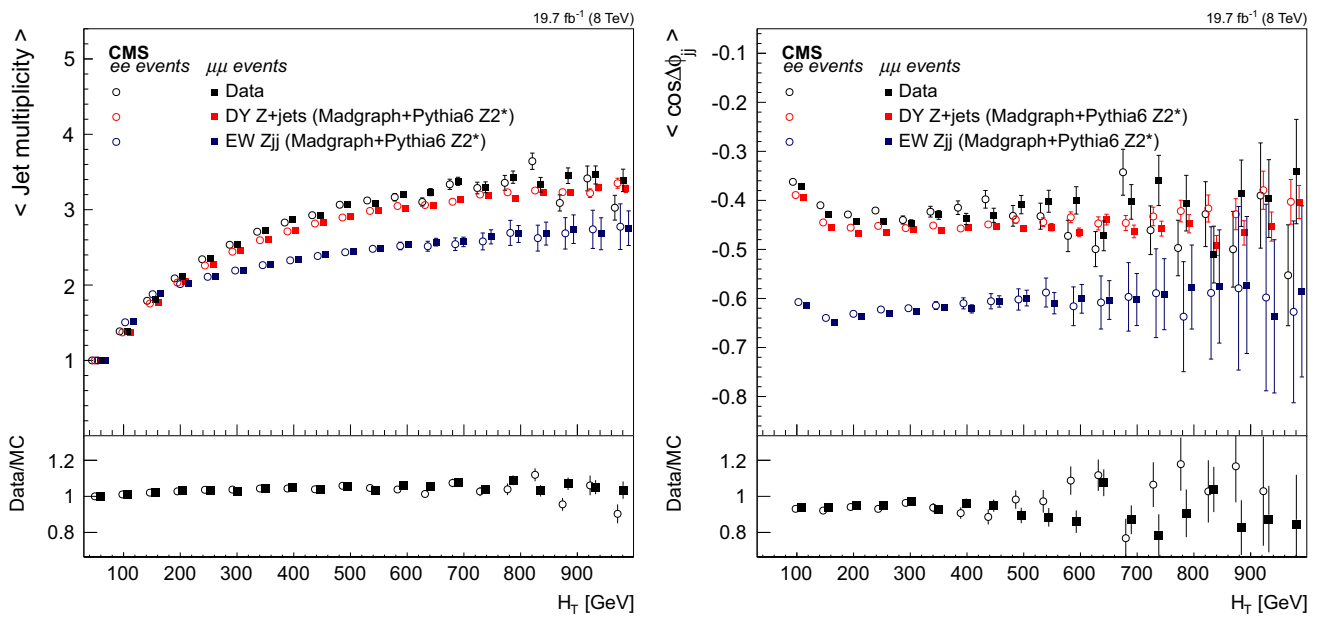 19.7 fb⁻¹ (8 TeV)
CMS
ee events μμ events
Data
DY Z+jets (Madgraph+Pythia6 Z2*)
EW Zjj (Madgraph+Pythia6 Z2*)
< Jet multiplicity >
5
4
3
2
1
Data/MC
1.2
1
0.8
100 200 300 400 500 600 700 800 900
H_T [GeV]
19.7 fb⁻¹ (8 TeV)
CMS
ee events μμ events
Data
DY Z+jets (Madgraph+Pythia6 Z2*)
EW Zjj (Madgraph+Pythia6 Z2*)
< cosΔϕ_jj >
-0.1
-0.2
-0.3
-0.4
-0.5
-0.6
-0.7
-0.8
Data/MC
1.2
1
0.8
100 200 300 400 500 600 700 800 900
H_T [GeV]